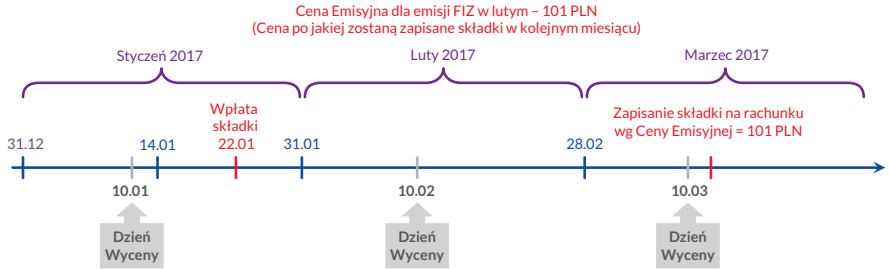 Cena Emisyjna dla emisji FIZ w lutym – 101 PLN
(Cena po jakiej zostaną zapisane składki w kolejnym miesiącu)
Styczeń 2017
Luty 2017
Marzec 2017
Wpłata
składki
22.01
Zapisanie składki na rachunku
wg Ceny Emisyjnej = 101 PLN
31.12
14.01
31.01
28.02
10.01
10.02
10.03
Dzień
Wyceny
Dzień
Wyceny
Dzień
Wyceny